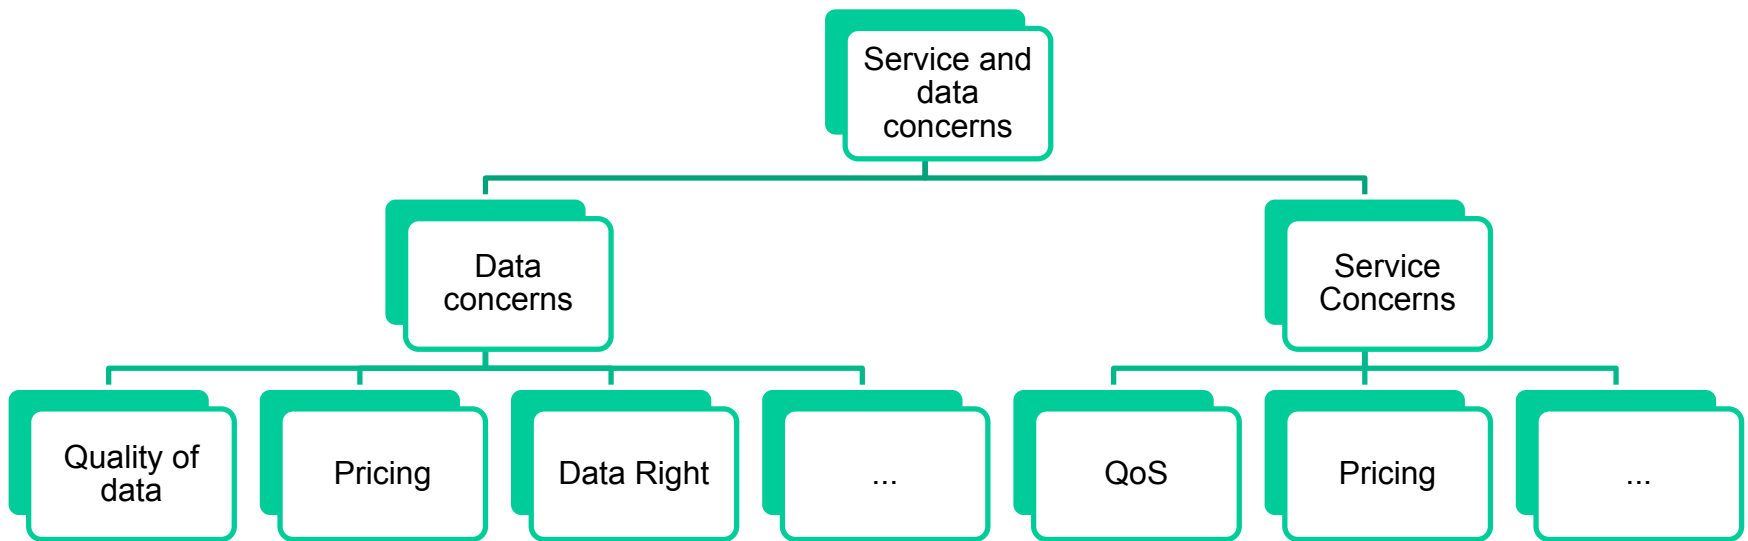 Service and
data
concerns
Data
concerns
Service
Concerns
Quality of
data
Pricing
Data Right
...
QoS
Pricing
...